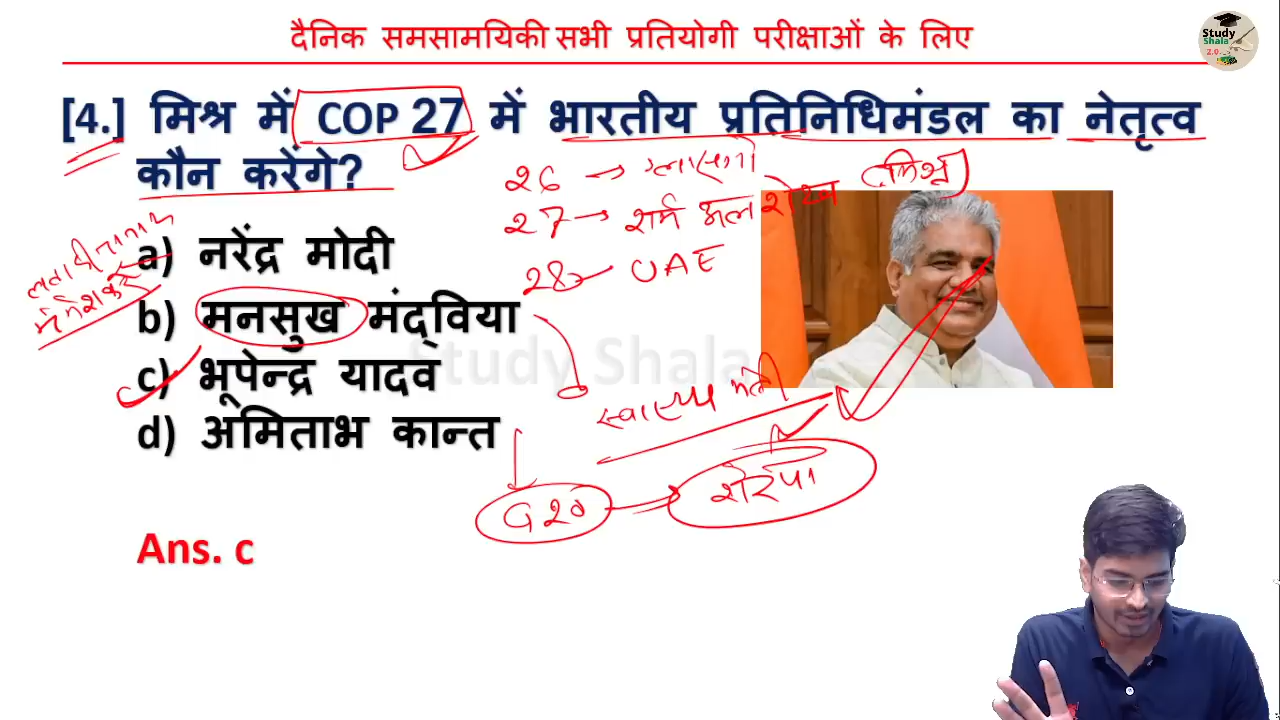 दैनिक समसामयिकी सभी प्रतियोगी परीक्षाओं के लिए
Study
Shala
2.0.
[4.] मिश्र में COP 27 में भारतीय प्रतिनिधिमंडल का नेतृत्व
कौन करेंगे?
26 → ग्लासगो
27 → शर्म अल शेख (मिश्र)
28 UAE
a) नरेंद्र मोदी
b) मनसुख मंद्विया
c) भूपेन्द्र यादव
d) अमिताभ कान्त
Study Shala
स्वास्थ्य मंत्री
G20 शेरपा
Ans. c